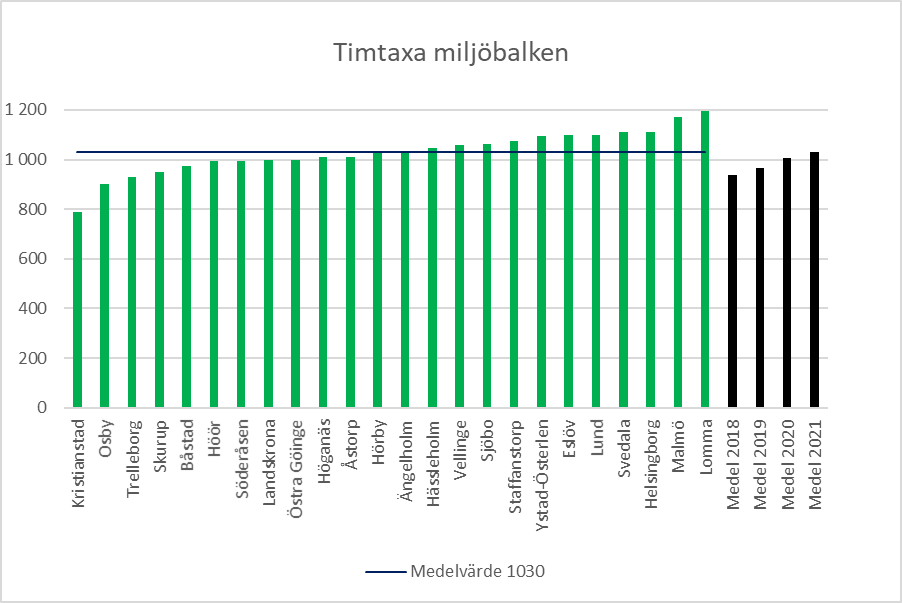 Timtaxa miljöbalken
1 200
1 000
800
600
400
200
0
Kristianstad
Osby
Trelleborg
Skurup
Båstad
Höör
Söderåsen
Landskrona
Östra Göinge
Höganäs
Åstorp
Hörby
Ängelholm
Hässleholm
Vellinge
Sjöbo
Staffanstorp
Ystad-Österlen
Eslöv
Lund
Svedala
Helsingborg
Malmö
Lomma
Medel 2018
Medel 2019
Medel 2020
Medel 2021
Medelvärde 1030